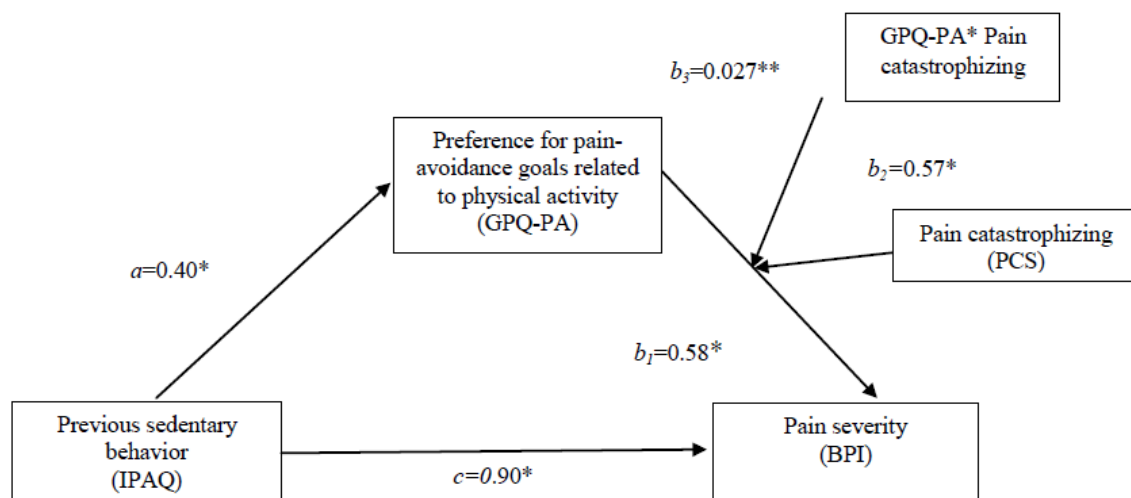 GPQ-PA* Pain
catastrophizing
b3=0.027**
Preference for pain-
avoidance goals related
to physical activity
(GPQ-PA)
b2=0.57*
Pain catastrophizing
(PCS)
a=0.40*
b1=0.58*
Previous sedentary
behavior
(IPAQ)
Pain severity
(BPI)
c=0.90*